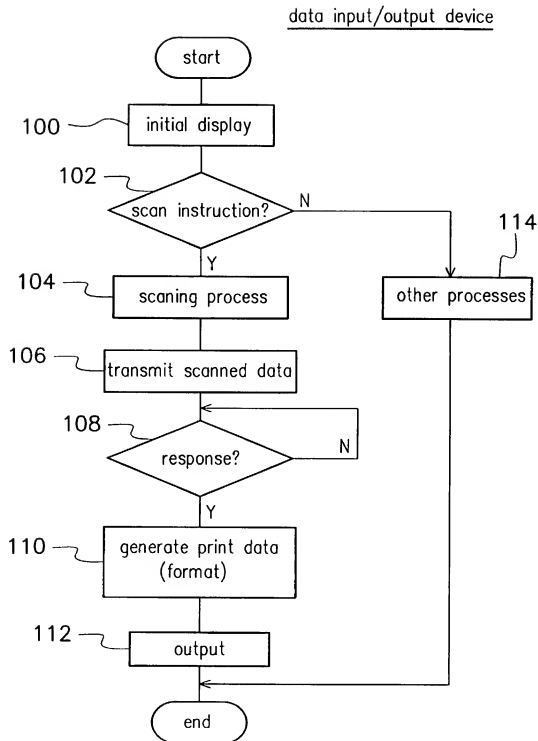 data input/output device
start
100
initial display
102
scan instruction?
N
Y
114
104
scaning process
other processes
106
transmit scanned data
108
response?
N
Y
110
generate print data
(format)
112
output
end